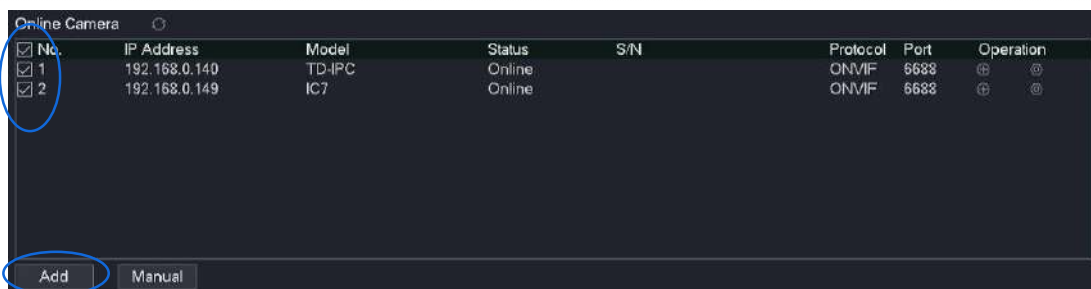 Online Camera
No. IP Address Model Status S/N Protocol Port Operation
1 192.168.0.140 TD-IPC Online ONVIF 6688
2 192.168.0.149 IC7 Online ONVIF 6688
Add Manual